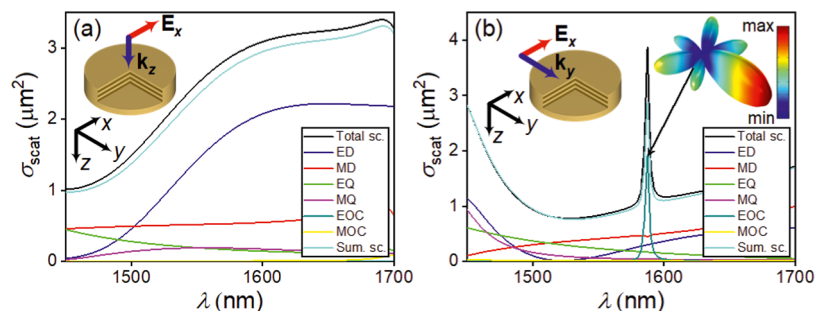 (a)
E_x
k_z
x
y
z
σ_scat (μm²)
3
2
1
0
Total sc.
ED
MD
EQ
MQ
EOC
MOC
Sum. sc.
1500
1600
1700
λ (nm)
(b)
E_x
k_y
x
y
z
max
min
σ_scat (μm²)
4
3
2
1
0
Total sc.
ED
MD
EQ
MQ
EOC
MOC
Sum. sc.
1500
1600
1700
λ (nm)